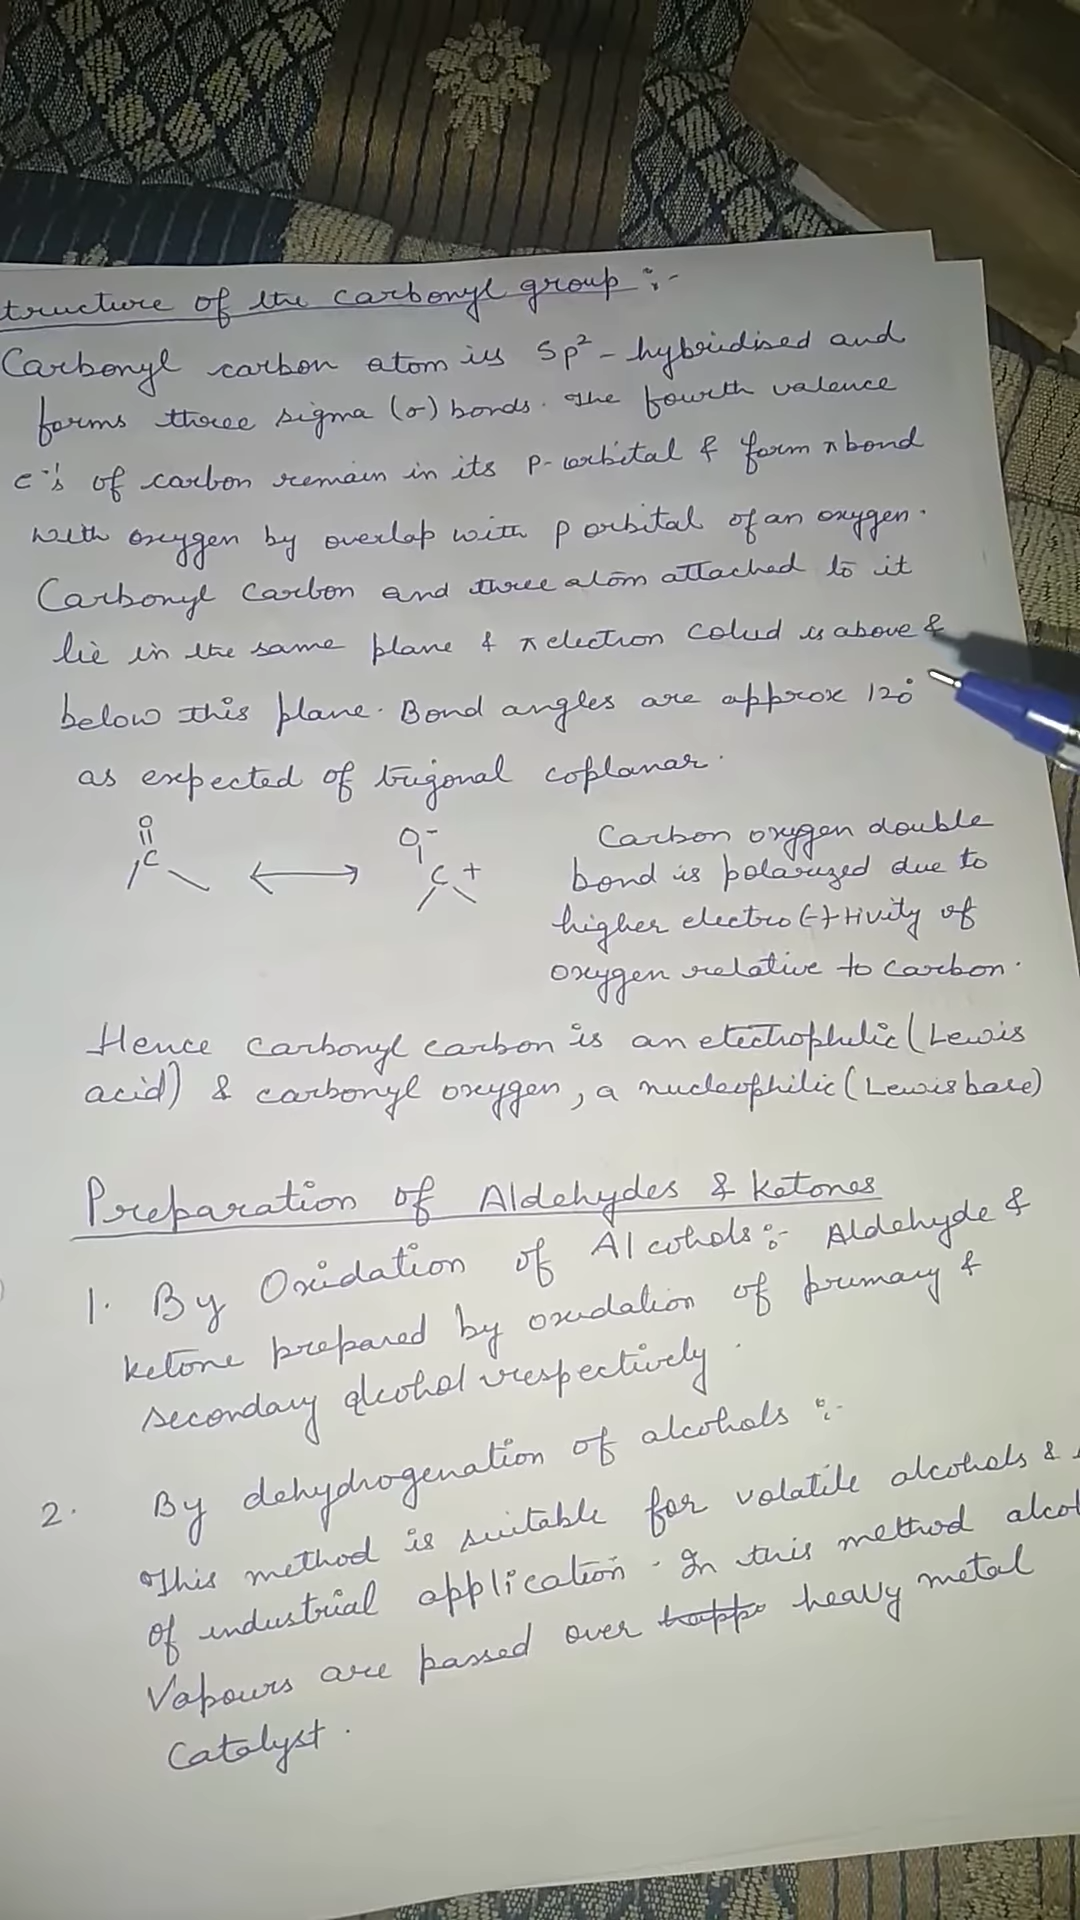 tructure of the carbonyl group :-
Carbonyl carbon atom is Sp²-hybridised and
forms three sigma (σ) bonds. The fourth valence
e⁻'s of carbon remain in its p-orbital & form π bond
with oxygen by overlap with p orbital of an oxygen.
Carbonyl carbon and three atom attached to it
lie in the same plane & π electron colud is above &
below this plane. Bond angles are approx 120°
as expected of trigonal coplanar.
O
C
O⁻
C +
Carbon oxygen double
bond is polarized due to
higher electro(-)tivity of
oxygen relative to carbon.
Hence carbonyl carbon is an electrophilic (Lewis
acid) & carbonyl oxygen, a nucleophilic (Lewis base)
Preparation of Aldehydes & ketones
1. By Oxidation of Alcohols :- Aldehyde &
ketone prepared by oxidation of primary &
secondary alcohol respectively.
2. By dehydrogenation of alcohols :-
This method is suitable for volatile alcohols &
of industrial application. In this method alcoh
Vapours are passed over heavy metal
Catalyst.